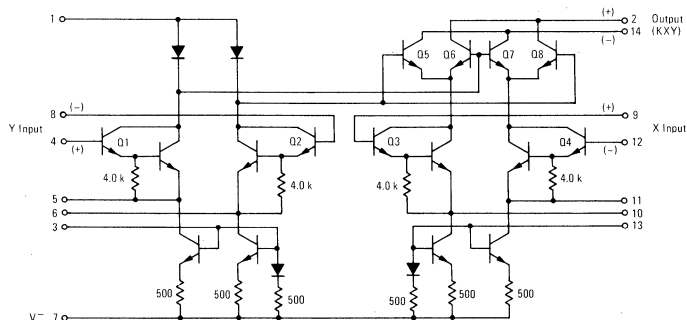 1
(+)
2 Output
14 (KXY)
(−)
Q5 Q6 Q7 Q8
8 (−)
(+)
9
Y Input
X Input
4
(+)
Q1
Q2
Q3
Q4
12
(−)
4.0 k
4.0 k
4.0 k
4.0 k
5
11
6
10
3
13
500 500 500
500 500 500
V− 7